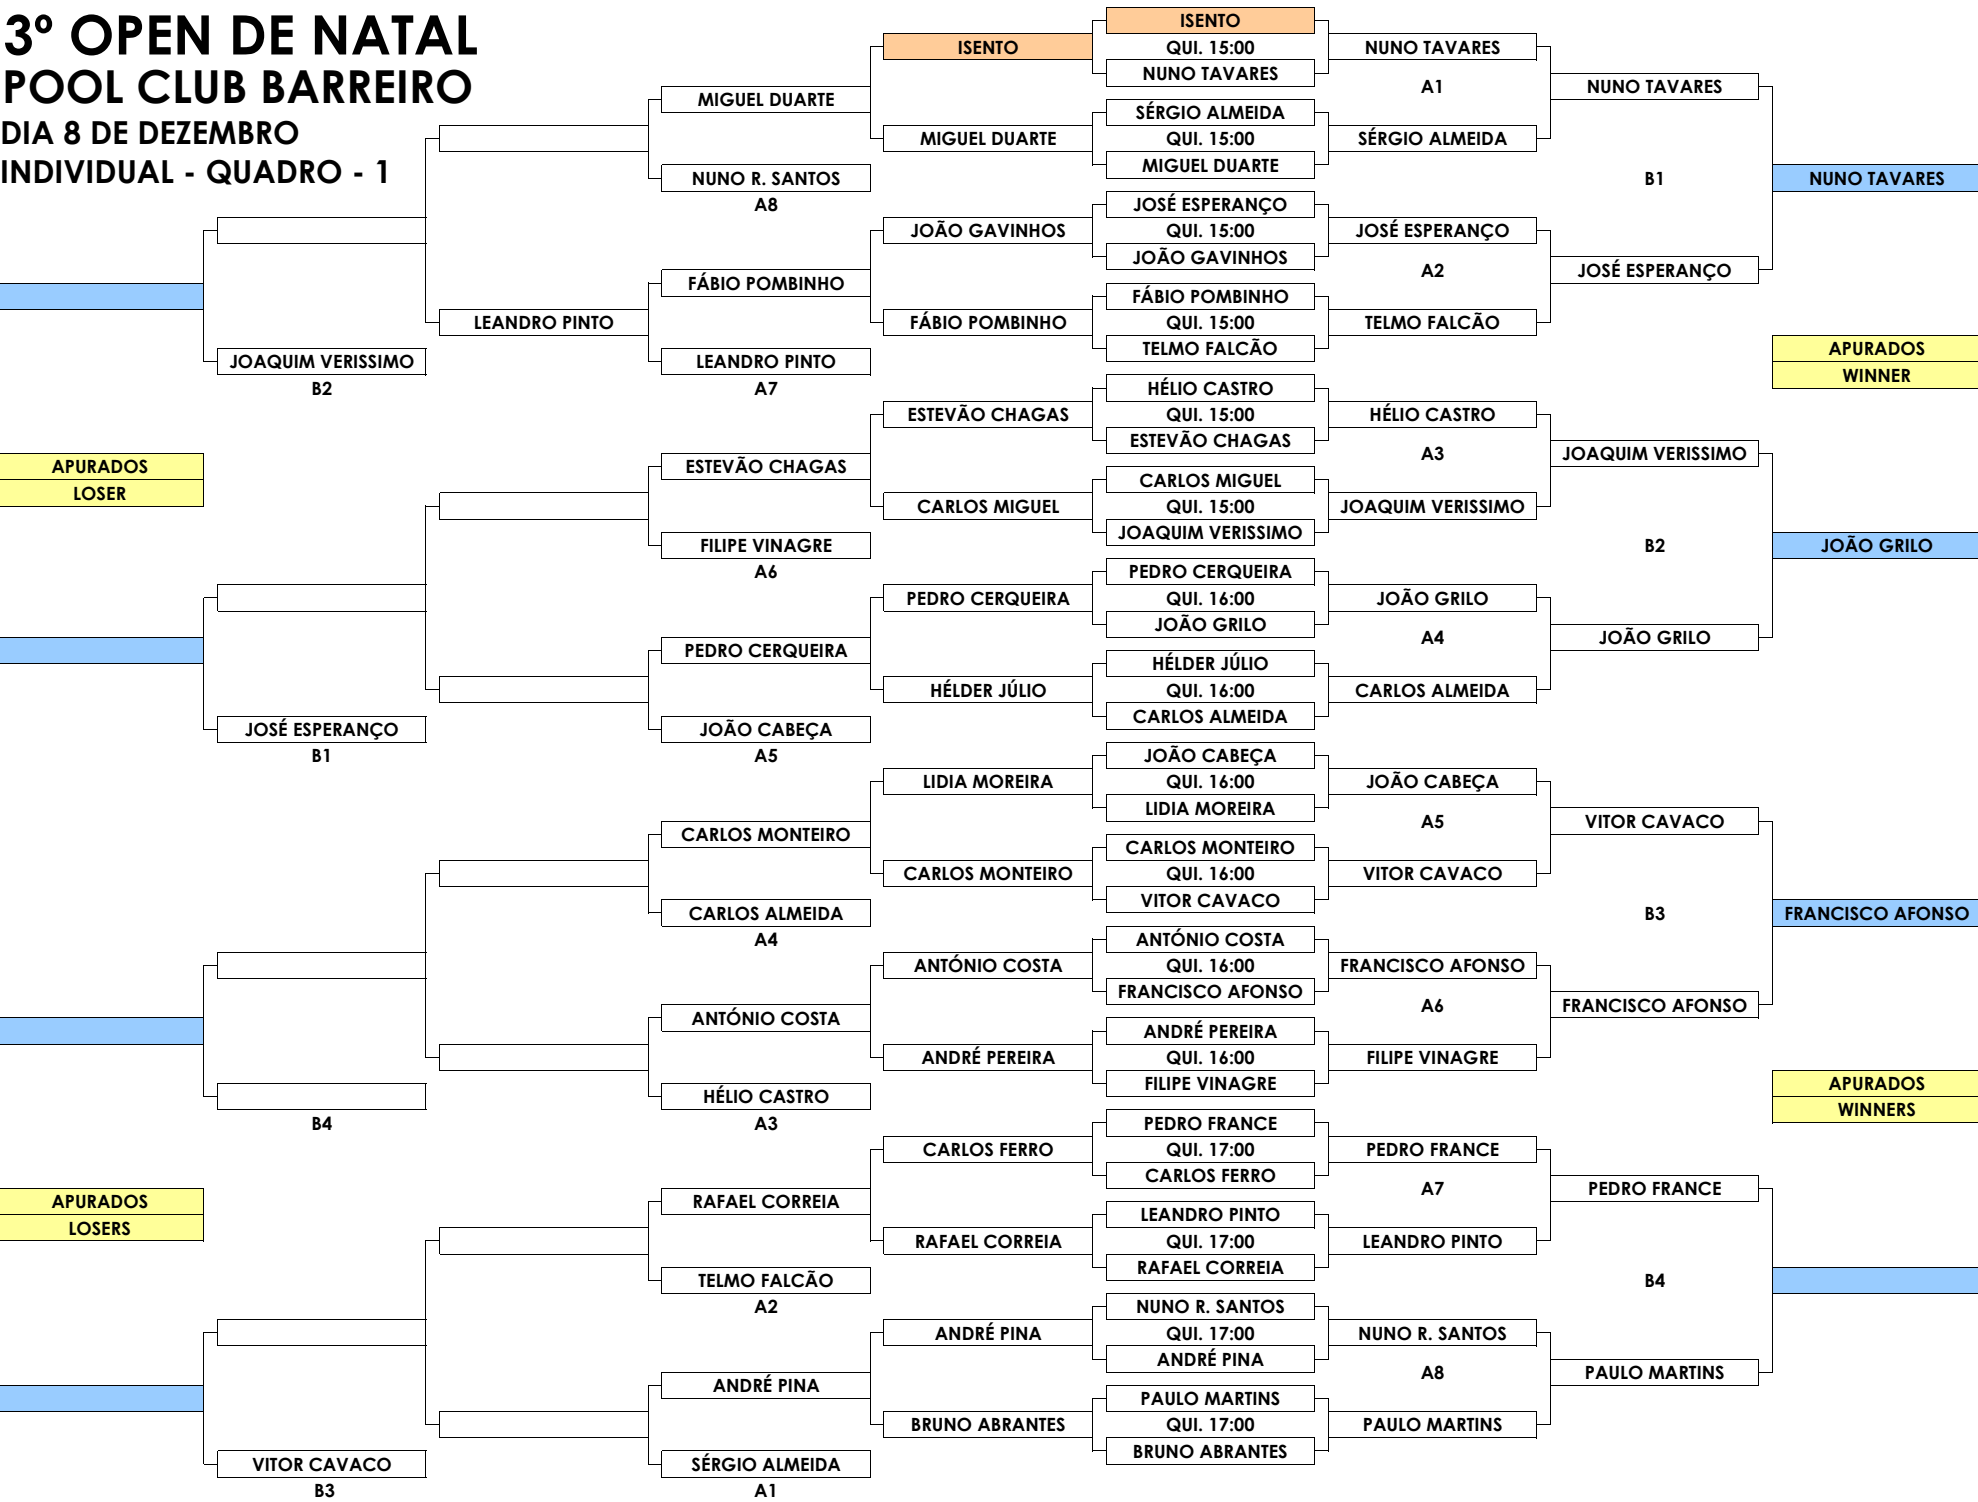 3º OPEN DE NATAL
POOL CLUB BARREIRO
DIA 8 DE DEZEMBRO
INDIVIDUAL - QUADRO - 1
JOAQUIM VERISSIMO
B2
APURADOS
LOSER
JOSÉ ESPERANÇO
B1
B4
APURADOS
LOSERS
VITOR CAVACO
B3
LEANDRO PINTO
MIGUEL DUARTE
NUNO R. SANTOS
A8
FÁBIO POMBINHO
LEANDRO PINTO
A7
ESTEVÃO CHAGAS
FILIPE VINAGRE
A6
PEDRO CERQUEIRA
JOÃO CABEÇA
A5
CARLOS MONTEIRO
CARLOS ALMEIDA
A4
ANTÓNIO COSTA
HÉLIO CASTRO
A3
RAFAEL CORREIA
TELMO FALCÃO
A2
ANDRÉ PINA
SÉRGIO ALMEIDA
A1
ISENTO
MIGUEL DUARTE
JOÃO GAVINHOS
FÁBIO POMBINHO
ESTEVÃO CHAGAS
CARLOS MIGUEL
PEDRO CERQUEIRA
HÉLDER JÚLIO
LIDIA MOREIRA
CARLOS MONTEIRO
ANTÓNIO COSTA
ANDRÉ PEREIRA
CARLOS FERRO
RAFAEL CORREIA
ANDRÉ PINA
BRUNO ABRANTES
ISENTO
QUI. 15:00
NUNO TAVARES
SÉRGIO ALMEIDA
QUI. 15:00
MIGUEL DUARTE
JOSÉ ESPERANÇO
QUI. 15:00
JOÃO GAVINHOS
FÁBIO POMBINHO
QUI. 15:00
TELMO FALCÃO
HÉLIO CASTRO
QUI. 15:00
ESTEVÃO CHAGAS
CARLOS MIGUEL
QUI. 15:00
JOAQUIM VERISSIMO
PEDRO CERQUEIRA
QUI. 16:00
JOÃO GRILO
HÉLDER JÚLIO
QUI. 16:00
CARLOS ALMEIDA
JOÃO CABEÇA
QUI. 16:00
LIDIA MOREIRA
CARLOS MONTEIRO
QUI. 16:00
VITOR CAVACO
ANTÓNIO COSTA
QUI. 16:00
FRANCISCO AFONSO
ANDRÉ PEREIRA
QUI. 16:00
FILIPE VINAGRE
PEDRO FRANCE
QUI. 17:00
CARLOS FERRO
LEANDRO PINTO
QUI. 17:00
RAFAEL CORREIA
NUNO R. SANTOS
QUI. 17:00
ANDRÉ PINA
PAULO MARTINS
QUI. 17:00
BRUNO ABRANTES
NUNO TAVARES
A1
SÉRGIO ALMEIDA
JOSÉ ESPERANÇO
A2
TELMO FALCÃO
HÉLIO CASTRO
A3
JOAQUIM VERISSIMO
JOÃO GRILO
A4
CARLOS ALMEIDA
JOÃO CABEÇA
A5
VITOR CAVACO
FRANCISCO AFONSO
A6
FILIPE VINAGRE
PEDRO FRANCE
A7
LEANDRO PINTO
NUNO R. SANTOS
A8
PAULO MARTINS
NUNO TAVARES
B1
JOSÉ ESPERANÇO
JOAQUIM VERISSIMO
B2
JOÃO GRILO
VITOR CAVACO
B3
FRANCISCO AFONSO
PEDRO FRANCE
B4
PAULO MARTINS
NUNO TAVARES
APURADOS
WINNER
JOÃO GRILO
FRANCISCO AFONSO
APURADOS
WINNERS